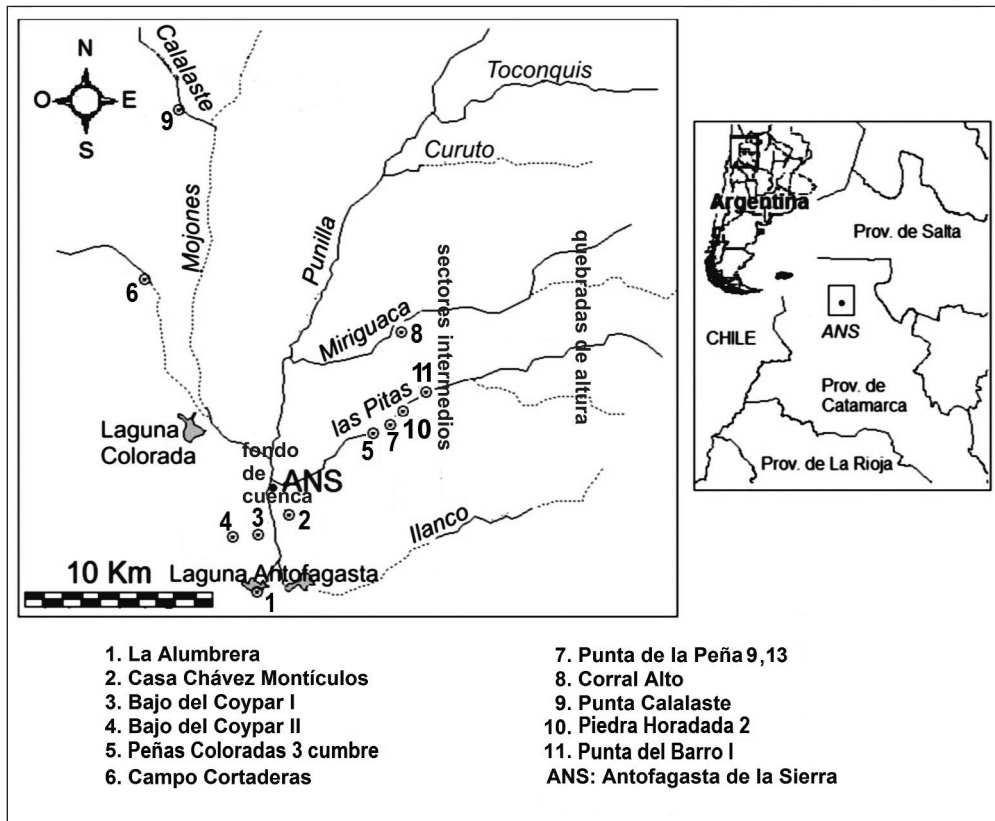 N
O
E
S
Calalaste
9
Mojones
6
Toconquis
Curuto
Punilla
sectores intermedios
quebradas de altura
Miriguaca
8
11
las Pitas
5
7
10
Laguna
Colorada
fondo
de
cuenca
ANS
4
3
2
Ilanco
10 Km
Laguna Antofagasta
1
Argentina
Prov. de Salta
CHILE
ANS
Prov. de
Catamarca
Prov. de La Rioja
1. La Alumbrera
2. Casa Chávez Montículos
3. Bajo del Coypar I
4. Bajo del Coypar II
5. Peñas Coloradas 3 cumbre
6. Campo Cortaderas
7. Punta de la Peña 9,13
8. Corral Alto
9. Punta Calalaste
10. Piedra Horadada 2
11. Punta del Barro I
ANS: Antofagasta de la Sierra